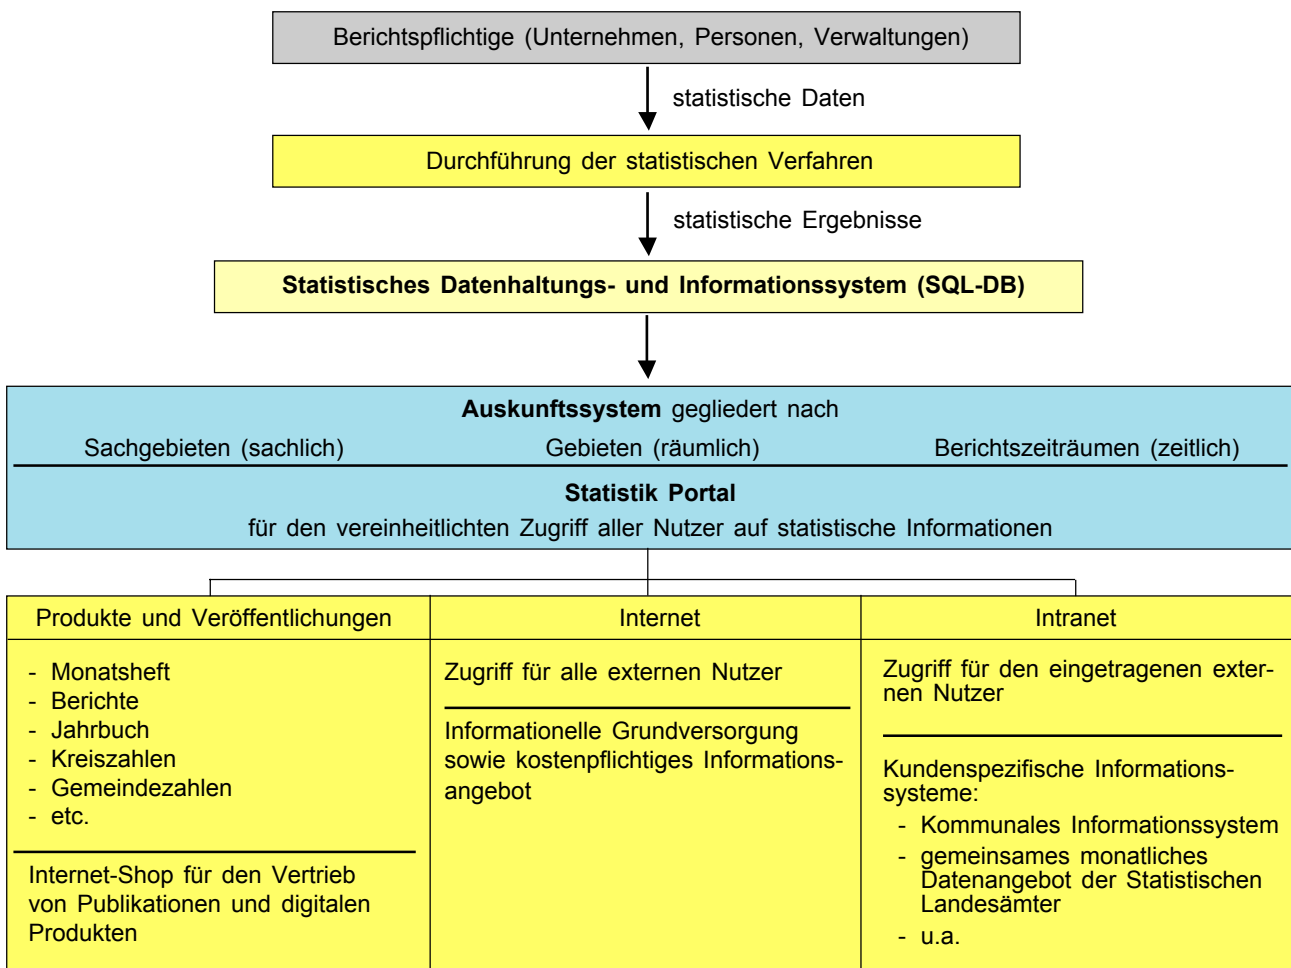 Berichtspflichtige (Unternehmen, Personen, Verwaltungen)
statistische Daten
Durchführung der statistischen Verfahren
statistische Ergebnisse
Statistisches Datenhaltungs- und Informationssystem (SQL-DB)
Auskunftssystem gegliedert nach
Sachgebieten (sachlich) Gebieten (räumlich) Berichtszeiträumen (zeitlich)
Statistik Portal
für den vereinheitlichten Zugriff aller Nutzer auf statistische Informationen
Produkte und Veröffentlichungen
- Monatsheft
- Berichte
- Jahrbuch
- Kreiszahlen
- Gemeindezahlen
- etc.
Internet-Shop für den Vertrieb
von Publikationen und digitalen
Produkten
Internet
Zugriff für alle externen Nutzer
Informationelle Grundversorgung
sowie kostenpflichtiges Informations-
angebot
Intranet
Zugriff für den eingetragenen exter-
nen Nutzer
Kundenspezifische Informations-
systeme:
- Kommunales Informationssystem
- gemeinsames monatliches
Datenangebot der Statistischen
Landesämter
- u.a.